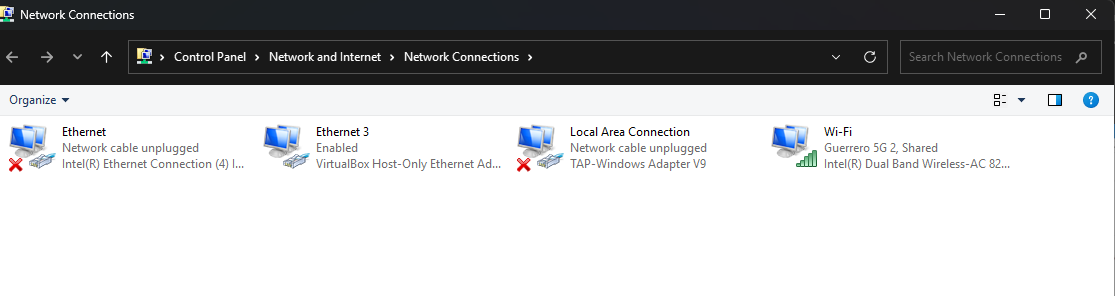 Network Connections
Control Panel > Network and Internet > Network Connections >
Search Network Connections
Organize
Ethernet
Network cable unplugged
Intel(R) Ethernet Connection (4) I...
Ethernet 3
Enabled
VirtualBox Host-Only Ethernet Ad...
Local Area Connection
Network cable unplugged
TAP-Windows Adapter V9
Wi-Fi
Guerrero 5G 2, Shared
Intel(R) Dual Band Wireless-AC 82...